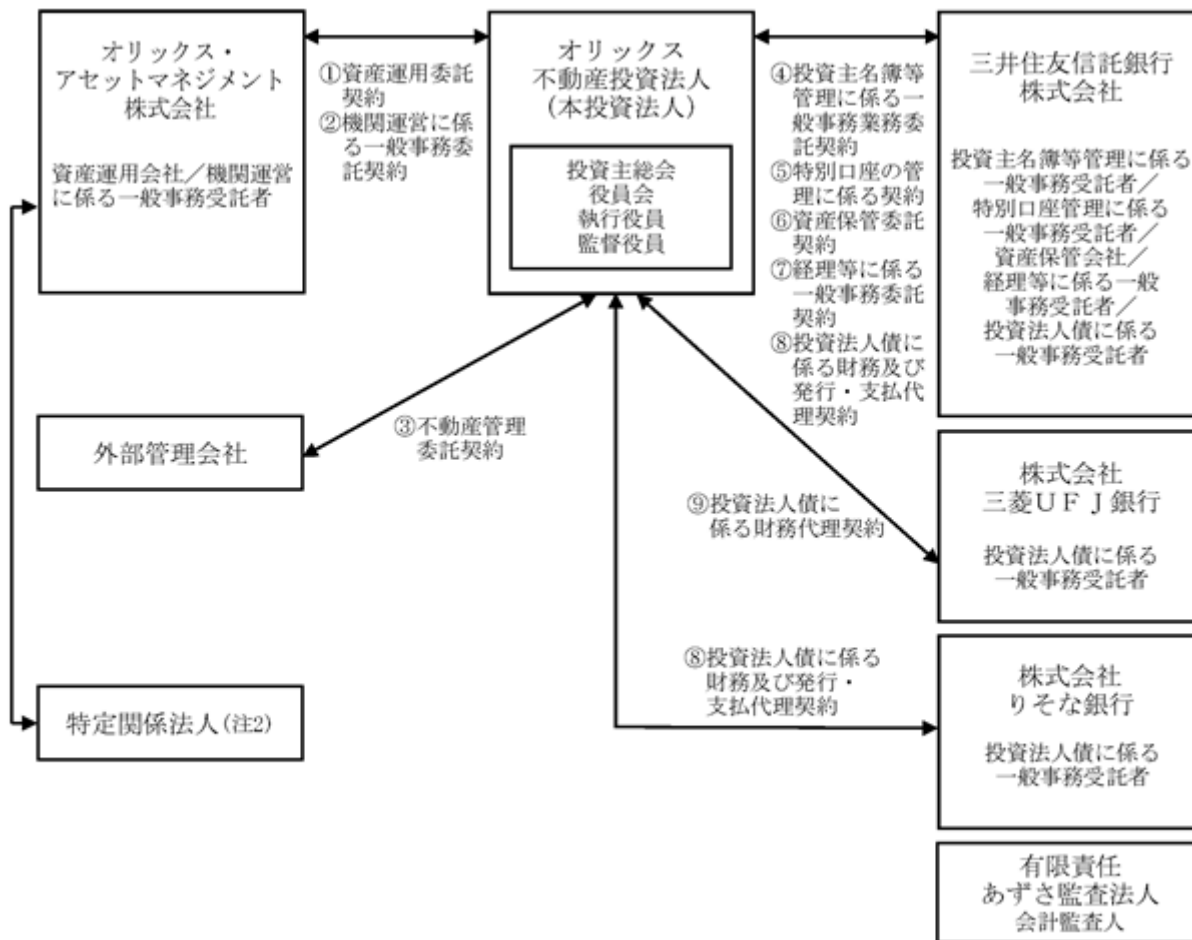 オリックス・
アセットマネジメント
株式会社
資産運用会社／機関運営
に係る一般事務受託者
①資産運用委託
契約
②機関運営に係
る一般事務委
託契約
オリックス
不動産投資法人
(本投資法人)
投資主総会
役員会
執行役員
監督役員
④投資主名簿等
管理に係る一
般事務業務委
託契約
⑤特別口座の管
理に係る契約
⑥資産保管委託
契約
⑦経理等に係る
一般事務委託
契約
⑧投資法人債に
係る財務及び
発行・支払代
理契約
三井住友信託銀行
株式会社
投資主名簿等管理に係る
一般事務受託者／
特別口座管理に係る
一般事務受託者／
資産保管会社／
経理等に係る一般
事務受託者／
投資法人債に係る
一般事務受託者
外部管理会社
③不動産管理
委託契約
⑨投資法人債に
係る財務代理契約
株式会社
三菱ＵＦＪ銀行
投資法人債に係る
一般事務受託者
特定関係法人(注2)
⑧投資法人債に係る
財務及び発行・
支払代理契約
株式会社
りそな銀行
投資法人債に係る
一般事務受託者
有限責任
あずさ監査法人
会計監査人